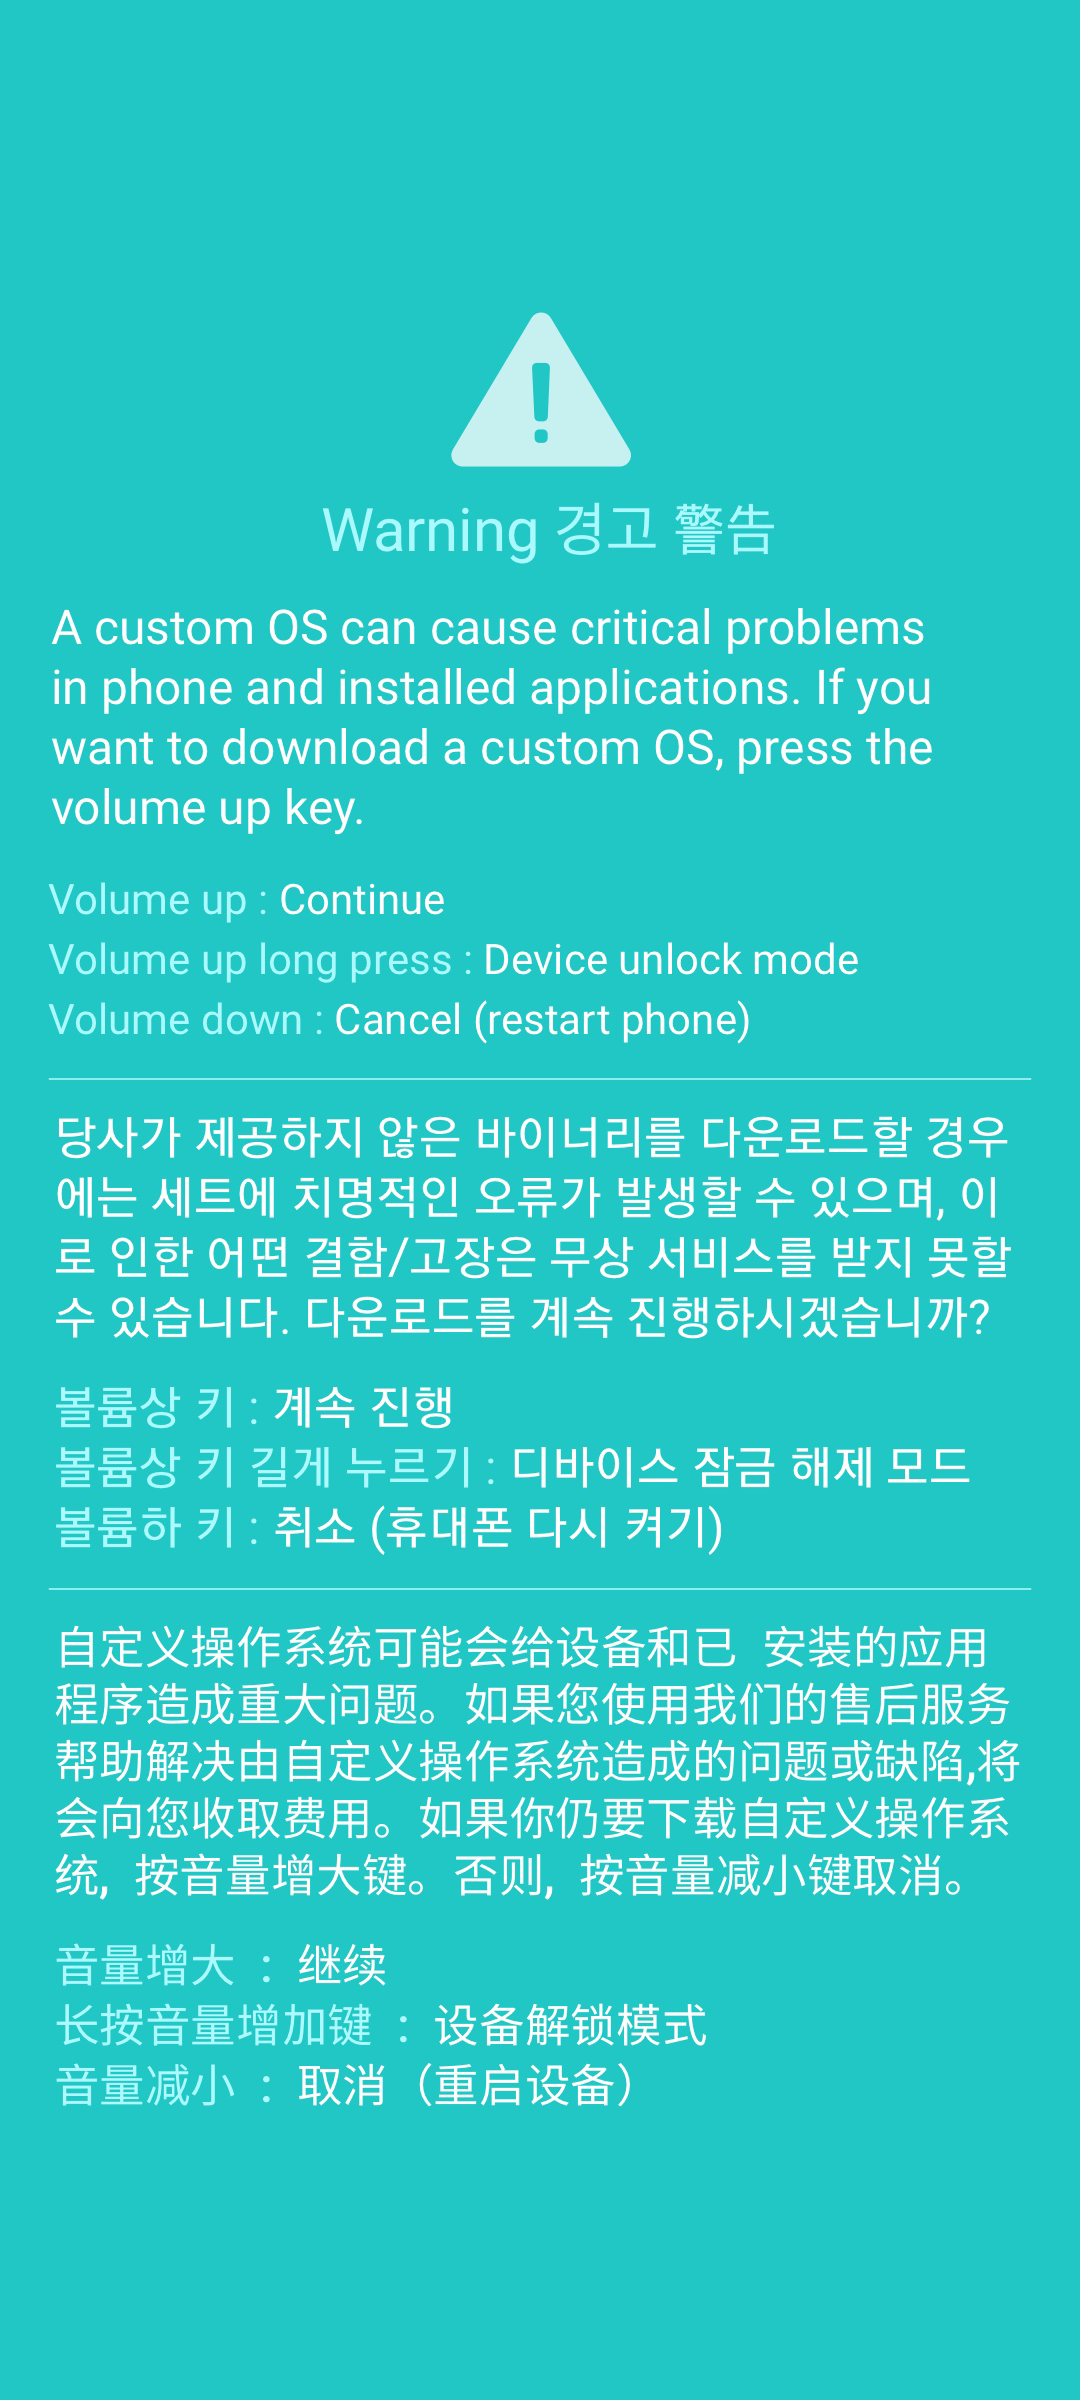 Warning 경고 警告
A custom OS can cause critical problems
in phone and installed applications. If you
want to download a custom OS, press the
volume up key.
Volume up : Continue
Volume up long press : Device unlock mode
Volume down : Cancel (restart phone)
당사가 제공하지 않은 바이너리를 다운로드할 경우
에는 세트에 치명적인 오류가 발생할 수 있으며, 이
로 인한 어떤 결함/고장은 무상 서비스를 받지 못할
수 있습니다. 다운로드를 계속 진행하시겠습니까?
볼륨상 키 : 계속 진행
볼륨상 키 길게 누르기 : 디바이스 잠금 해제 모드
볼륨하 키 : 취소 (휴대폰 다시 켜기)
自定义操作系统可能会给设备和已 安装的应用
程序造成重大问题。如果您使用我们的售后服务
帮助解决由自定义操作系统造成的问题或缺陷,将
会向您收取费用。如果你仍要下载自定义操作系
统, 按音量增大键。否则, 按音量减小键取消。
音量增大 : 继续
长按音量增加键 : 设备解锁模式
音量减小 : 取消（重启设备）